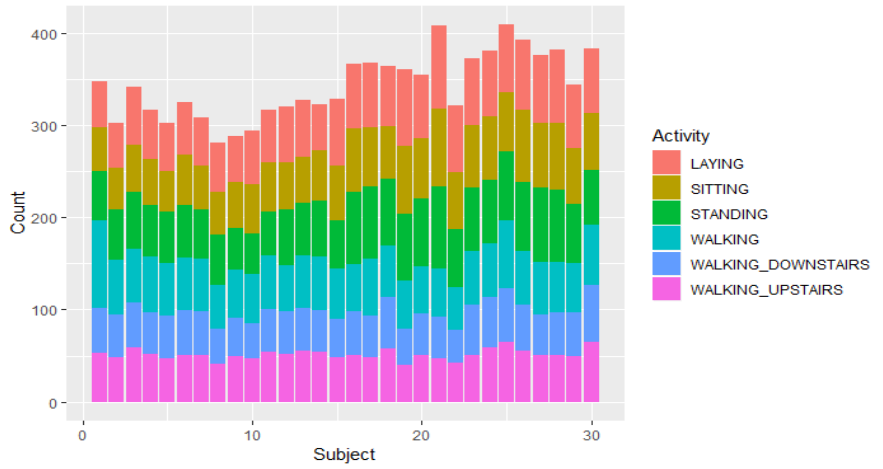 400
300
200
100
0
Count
0
10
20
30
Subject
Activity
LAYING
SITTING
STANDING
WALKING
WALKING_DOWNSTAIRS
WALKING_UPSTAIRS